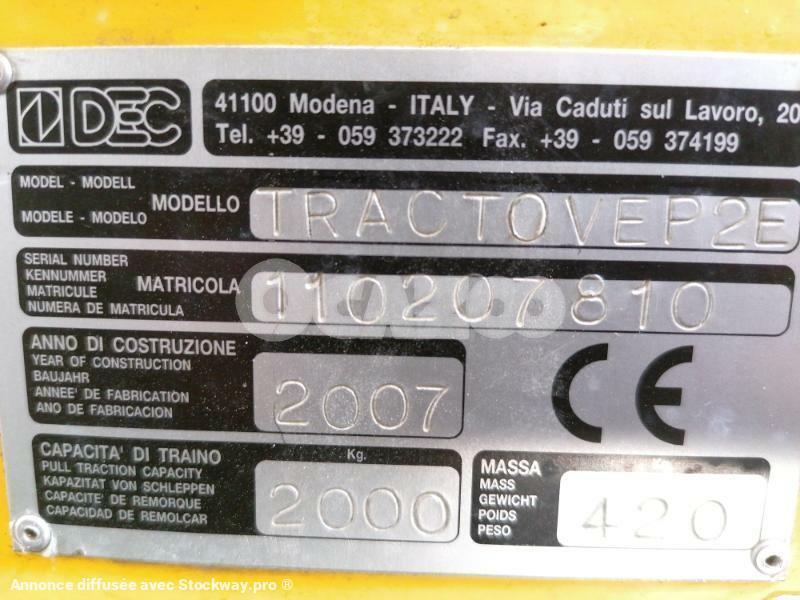 DEC
41100 Modena - ITALY - Via Caduti sul Lavoro, 20
Tel. +39 - 059 373222 Fax. +39 - 059 374199
MODEL - MODELL
MODELE - MODELO
MODELLO
TRACTOVEP2E
SERIAL NUMBER
KENNUMMER
MATRICULE
NUMERA DE MATRICULA
MATRICOLA
110207810
ANNO DI COSTRUZIONE
YEAR OF CONSTRUCTION
BAUJAHR
ANNEE' DE FABRICATION
ANO DE FABRICACION
2007
CE
CAPACITA' DI TRAINO
PULL TRACTION CAPACITY
KAPAZITAT VON SCHLEPPEN
CAPACITE' DE REMORQUE
CAPACIDAD DE REMOLCAR
Kg.
2000
MASSA
MASS
GEWICHT
POIDS
PESO
420
Annonce diffusée avec Stockway.pro ®